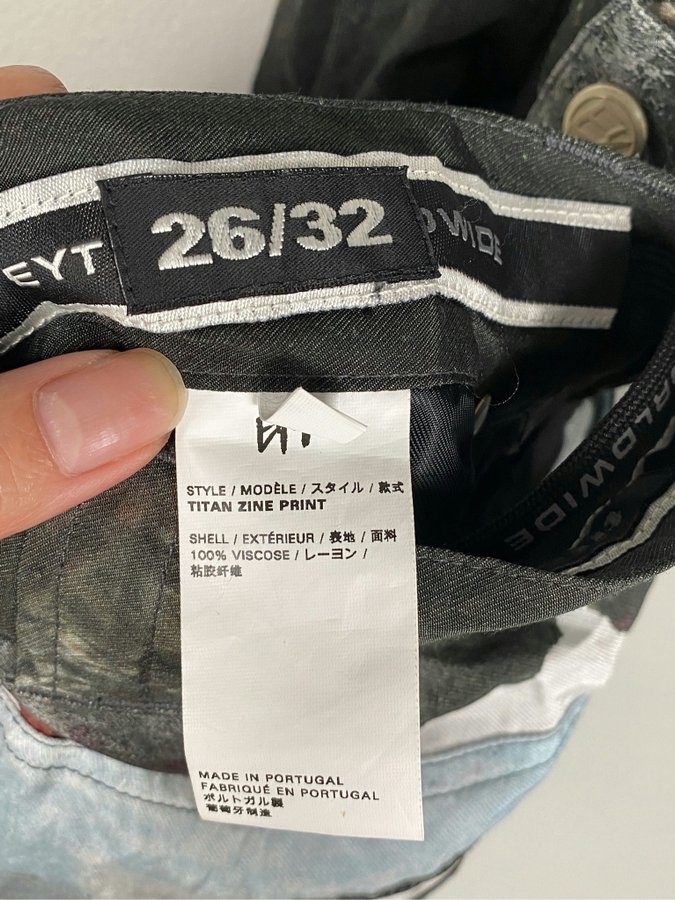 26/32
EYT
D WIDE
STYLE / MODÈLE / スタイル / 款式
TITAN ZINE PRINT
SHELL / EXTÉRIEUR / 表地 / 面料
100% VISCOSE / レーヨン /
粘胶纤维
MADE IN PORTUGAL
FABRIQUÉ EN PORTUGAL
ポルトガル製
葡萄牙制造
ALDWIDE